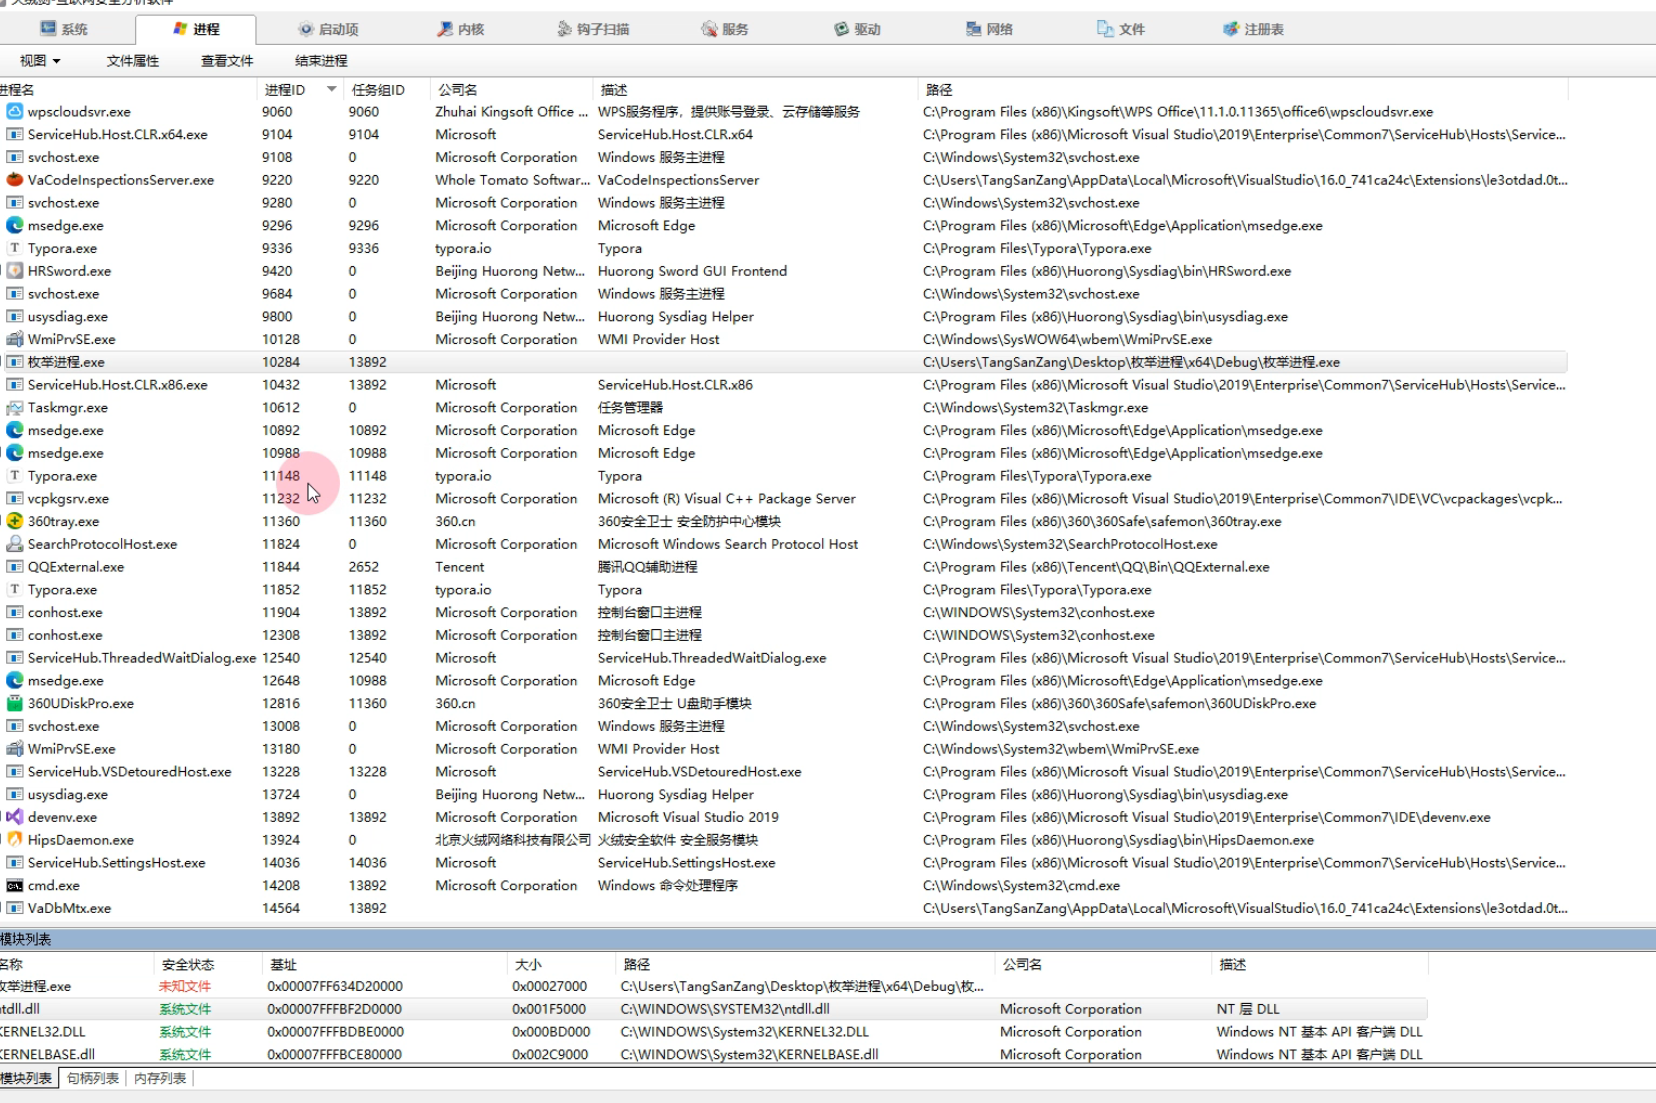 火绒剑-互联网安全分析软件
系统 进程 启动项 内核 钩子扫描 服务 驱动 网络 文件 注册表
视图 文件属性 查看文件 结束进程
进程名 进程ID 任务组ID 公司名 描述 路径
wpscloudsvr.exe 9060 9060 Zhuhai Kingsoft Office ... WPS服务程序，提供账号登录、云存储等服务 C:\Program Files (x86)\Kingsoft\WPS Office\11.1.0.11365\office6\wpscloudsvr.exe
ServiceHub.Host.CLR.x64.exe 9104 9104 Microsoft ServiceHub.Host.CLR.x64 C:\Program Files (x86)\Microsoft Visual Studio\2019\Enterprise\Common7\ServiceHub\Hosts\Service...
svchost.exe 9108 0 Microsoft Corporation Windows 服务主进程 C:\Windows\System32\svchost.exe
VaCodeInspectionsServer.exe 9220 9220 Whole Tomato Softwar... VaCodeInspectionsServer C:\Users\TangSanZang\AppData\Local\Microsoft\VisualStudio\16.0_741ca24c\Extensions\le3otdad.0t...
svchost.exe 9280 0 Microsoft Corporation Windows 服务主进程 C:\Windows\System32\svchost.exe
msedge.exe 9296 9296 Microsoft Corporation Microsoft Edge C:\Program Files (x86)\Microsoft\Edge\Application\msedge.exe
Typora.exe 9336 9336 typora.io Typora C:\Program Files\Typora\Typora.exe
HRSword.exe 9420 0 Beijing Huorong Netw... Huorong Sword GUI Frontend C:\Program Files (x86)\Huorong\Sysdiag\bin\HRSword.exe
svchost.exe 9684 0 Microsoft Corporation Windows 服务主进程 C:\Windows\System32\svchost.exe
usysdiag.exe 9800 0 Beijing Huorong Netw... Huorong Sysdiag Helper C:\Program Files (x86)\Huorong\Sysdiag\bin\usysdiag.exe
WmiPrvSE.exe 10128 0 Microsoft Corporation WMI Provider Host C:\Windows\SysWOW64\wbem\WmiPrvSE.exe
枚举进程.exe 10284 13892 C:\Users\TangSanZang\Desktop\枚举进程\x64\Debug\枚举进程.exe
ServiceHub.Host.CLR.x86.exe 10432 13892 Microsoft ServiceHub.Host.CLR.x86 C:\Program Files (x86)\Microsoft Visual Studio\2019\Enterprise\Common7\ServiceHub\Hosts\Service...
Taskmgr.exe 10612 0 Microsoft Corporation 任务管理器 C:\Windows\System32\Taskmgr.exe
msedge.exe 10892 10892 Microsoft Corporation Microsoft Edge C:\Program Files (x86)\Microsoft\Edge\Application\msedge.exe
msedge.exe 10988 10988 Microsoft Corporation Microsoft Edge C:\Program Files (x86)\Microsoft\Edge\Application\msedge.exe
Typora.exe 11148 11148 typora.io Typora C:\Program Files\Typora\Typora.exe
vcpkgsrv.exe 11232 11232 Microsoft Corporation Microsoft (R) Visual C++ Package Server C:\Program Files (x86)\Microsoft Visual Studio\2019\Enterprise\Common7\IDE\VC\vcpackages\vcpk...
360tray.exe 11360 11360 360.cn 360安全卫士 安全防护中心模块 C:\Program Files (x86)\360\360Safe\safemon\360tray.exe
SearchProtocolHost.exe 11824 0 Microsoft Corporation Microsoft Windows Search Protocol Host C:\Windows\System32\SearchProtocolHost.exe
QQExternal.exe 11844 2652 Tencent 腾讯QQ辅助进程 C:\Program Files (x86)\Tencent\QQ\Bin\QQExternal.exe
Typora.exe 11852 11852 typora.io Typora C:\Program Files\Typora\Typora.exe
conhost.exe 11904 13892 Microsoft Corporation 控制台窗口主进程 C:\WINDOWS\System32\conhost.exe
conhost.exe 12308 13892 Microsoft Corporation 控制台窗口主进程 C:\WINDOWS\System32\conhost.exe
ServiceHub.ThreadedWaitDialog.exe 12540 12540 Microsoft ServiceHub.ThreadedWaitDialog.exe C:\Program Files (x86)\Microsoft Visual Studio\2019\Enterprise\Common7\ServiceHub\Hosts\Service...
msedge.exe 12648 10988 Microsoft Corporation Microsoft Edge C:\Program Files (x86)\Microsoft\Edge\Application\msedge.exe
360UDiskPro.exe 12816 11360 360.cn 360安全卫士 U盘助手模块 C:\Program Files (x86)\360\360Safe\safemon\360UDiskPro.exe
svchost.exe 13008 0 Microsoft Corporation Windows 服务主进程 C:\Windows\System32\svchost.exe
WmiPrvSE.exe 13180 0 Microsoft Corporation WMI Provider Host C:\Windows\System32\wbem\WmiPrvSE.exe
ServiceHub.VSDetouredHost.exe 13228 13228 Microsoft ServiceHub.VSDetouredHost.exe C:\Program Files (x86)\Microsoft Visual Studio\2019\Enterprise\Common7\ServiceHub\Hosts\Service...
usysdiag.exe 13724 0 Beijing Huorong Netw... Huorong Sysdiag Helper C:\Program Files (x86)\Huorong\Sysdiag\bin\usysdiag.exe
devenv.exe 13892 13892 Microsoft Corporation Microsoft Visual Studio 2019 C:\Program Files (x86)\Microsoft Visual Studio\2019\Enterprise\Common7\IDE\devenv.exe
HipsDaemon.exe 13924 0 北京火绒网络科技有限公司 火绒安全软件 安全服务模块 C:\Program Files (x86)\Huorong\Sysdiag\bin\HipsDaemon.exe
ServiceHub.SettingsHost.exe 14036 14036 Microsoft ServiceHub.SettingsHost.exe C:\Program Files (x86)\Microsoft Visual Studio\2019\Enterprise\Common7\ServiceHub\Hosts\Service...
cmd.exe 14208 13892 Microsoft Corporation Windows 命令处理程序 C:\Windows\System32\cmd.exe
VaDbMtx.exe 14564 13892 C:\Users\TangSanZang\AppData\Local\Microsoft\VisualStudio\16.0_741ca24c\Extensions\le3otdad.0t...
模块列表
名称 安全状态 基址 大小 路径 公司名 描述
枚举进程.exe 未知文件 0x00007FF634D20000 0x00027000 C:\Users\TangSanZang\Desktop\枚举进程\x64\Debug\枚...
ntdll.dll 系统文件 0x00007FFFBF2D0000 0x001F5000 C:\WINDOWS\SYSTEM32\ntdll.dll Microsoft Corporation NT 层 DLL
KERNEL32.DLL 系统文件 0x00007FFFBDBE0000 0x000BD000 C:\WINDOWS\System32\KERNEL32.DLL Microsoft Corporation Windows NT 基本 API 客户端 DLL
KERNELBASE.dll 系统文件 0x00007FFFBCE80000 0x002C9000 C:\WINDOWS\System32\KERNELBASE.dll Microsoft Corporation Windows NT 基本 API 客户端 DLL
模块列表 句柄列表 内存列表